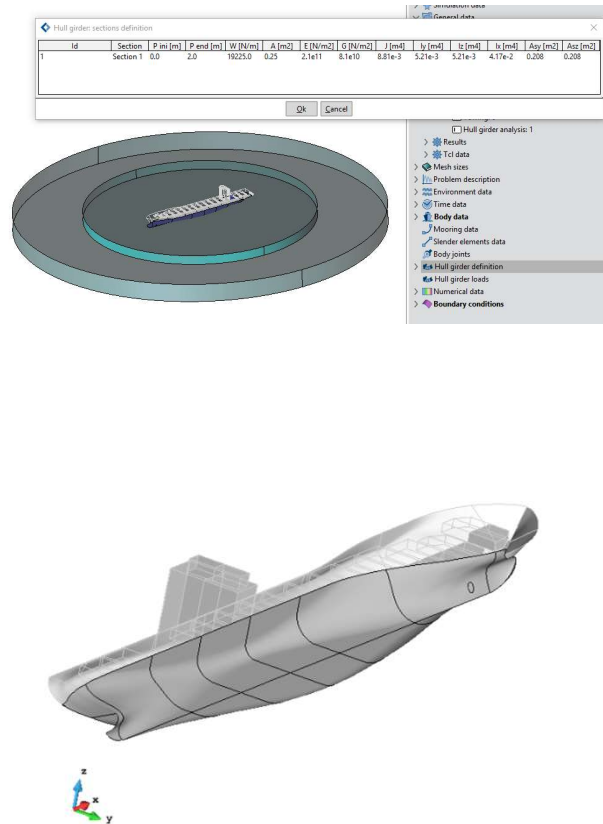 Simulation data
General data
Hull girder: sections definition
Id Section P ini [m] P end [m] W [N/m] A [m2] E [N/m2] G [N/m2] J [m4] Iy [m4] Iz [m4] Ix [m4] Asy [m2] Asz [m2]
1 Section 1 0.0 2.0 19225.0 0.25 2.1e11 8.1e10 8.81e-3 5.21e-3 5.21e-3 4.17e-2 0.208 0.208
Ok Cancel
Hull girder analysis: 1
Results
Tcl data
Mesh sizes
Problem description
Environment data
Time data
Body data
Mooring data
Slender elements data
Body joints
Hull girder definition
Hull girder loads
Numerical data
Boundary conditions
z
x
y